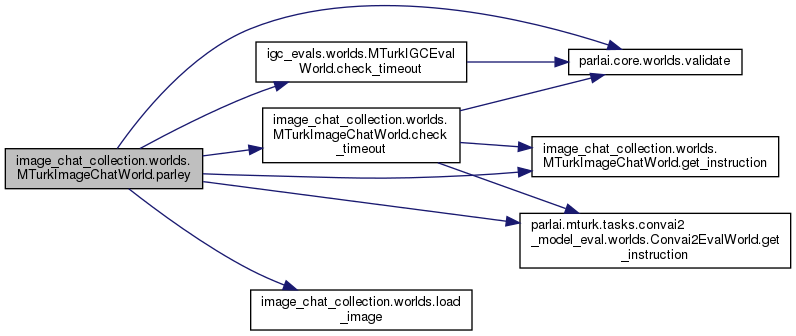 igc_evals.worlds.MTurkIGCEval
World.check_timeout
parlai.core.worlds.validate
image_chat_collection.worlds.
MTurkImageChatWorld.check
_timeout
image_chat_collection.worlds.
MTurkImageChatWorld.parley
image_chat_collection.worlds.
MTurkImageChatWorld.get_instruction
parlai.mturk.tasks.convai2
_model_eval.worlds.Convai2EvalWorld.get
_instruction
image_chat_collection.worlds.load
_image